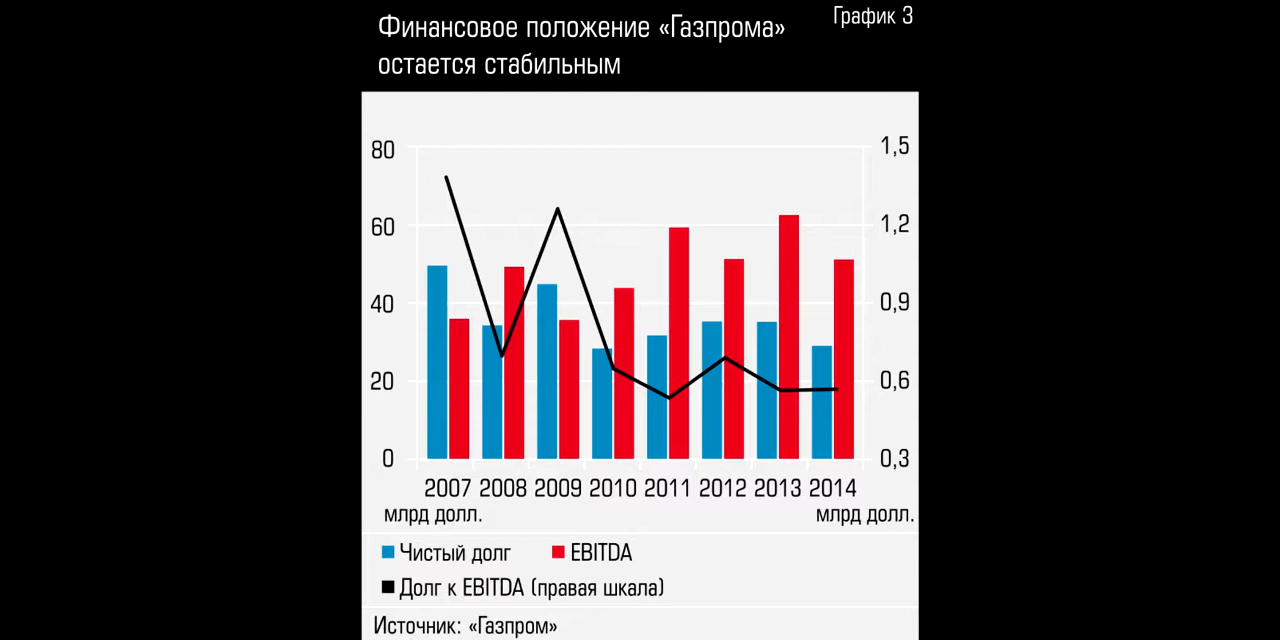 График 3
Финансовое положение «Газпрома»
остается стабильным
80 1,5
60 1,2
40 0,9
20 0,6
0 0,3
2007 2008 2009 2010 2011 2012 2013 2014
млрд долл. млрд долл.
Чистый долг EBITDA
Долг к EBITDA (правая шкала)
Источник: «Газпром»